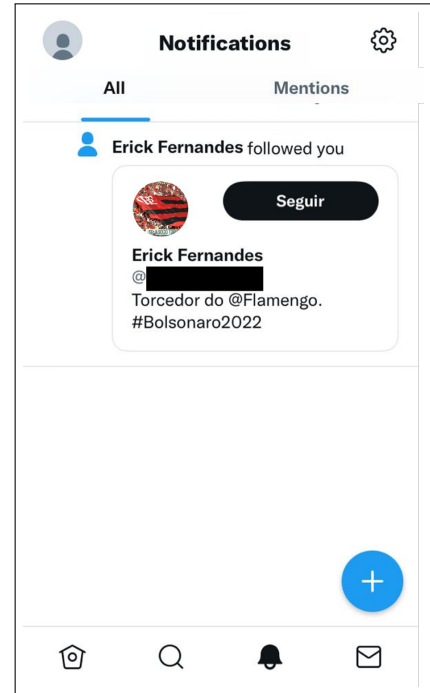 Notifications
All
Mentions
Erick Fernandes followed you
Seguir
Erick Fernandes
@
Torcedor do @Flamengo.
#Bolsonaro2022